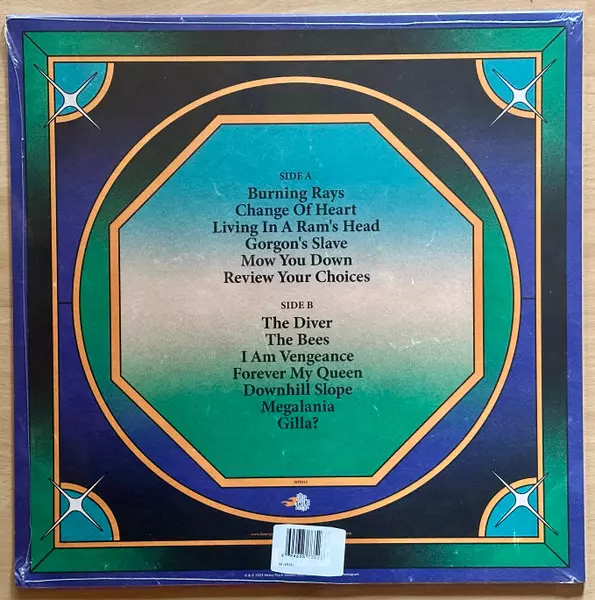 SIDE A
Burning Rays
Change Of Heart
Living In A Ram's Head
Gorgon's Slave
Mow You Down
Review Your Choices
SIDE B
The Diver
The Bees
I Am Vengeance
Forever My Queen
Downhill Slope
Megalania
Gilla?